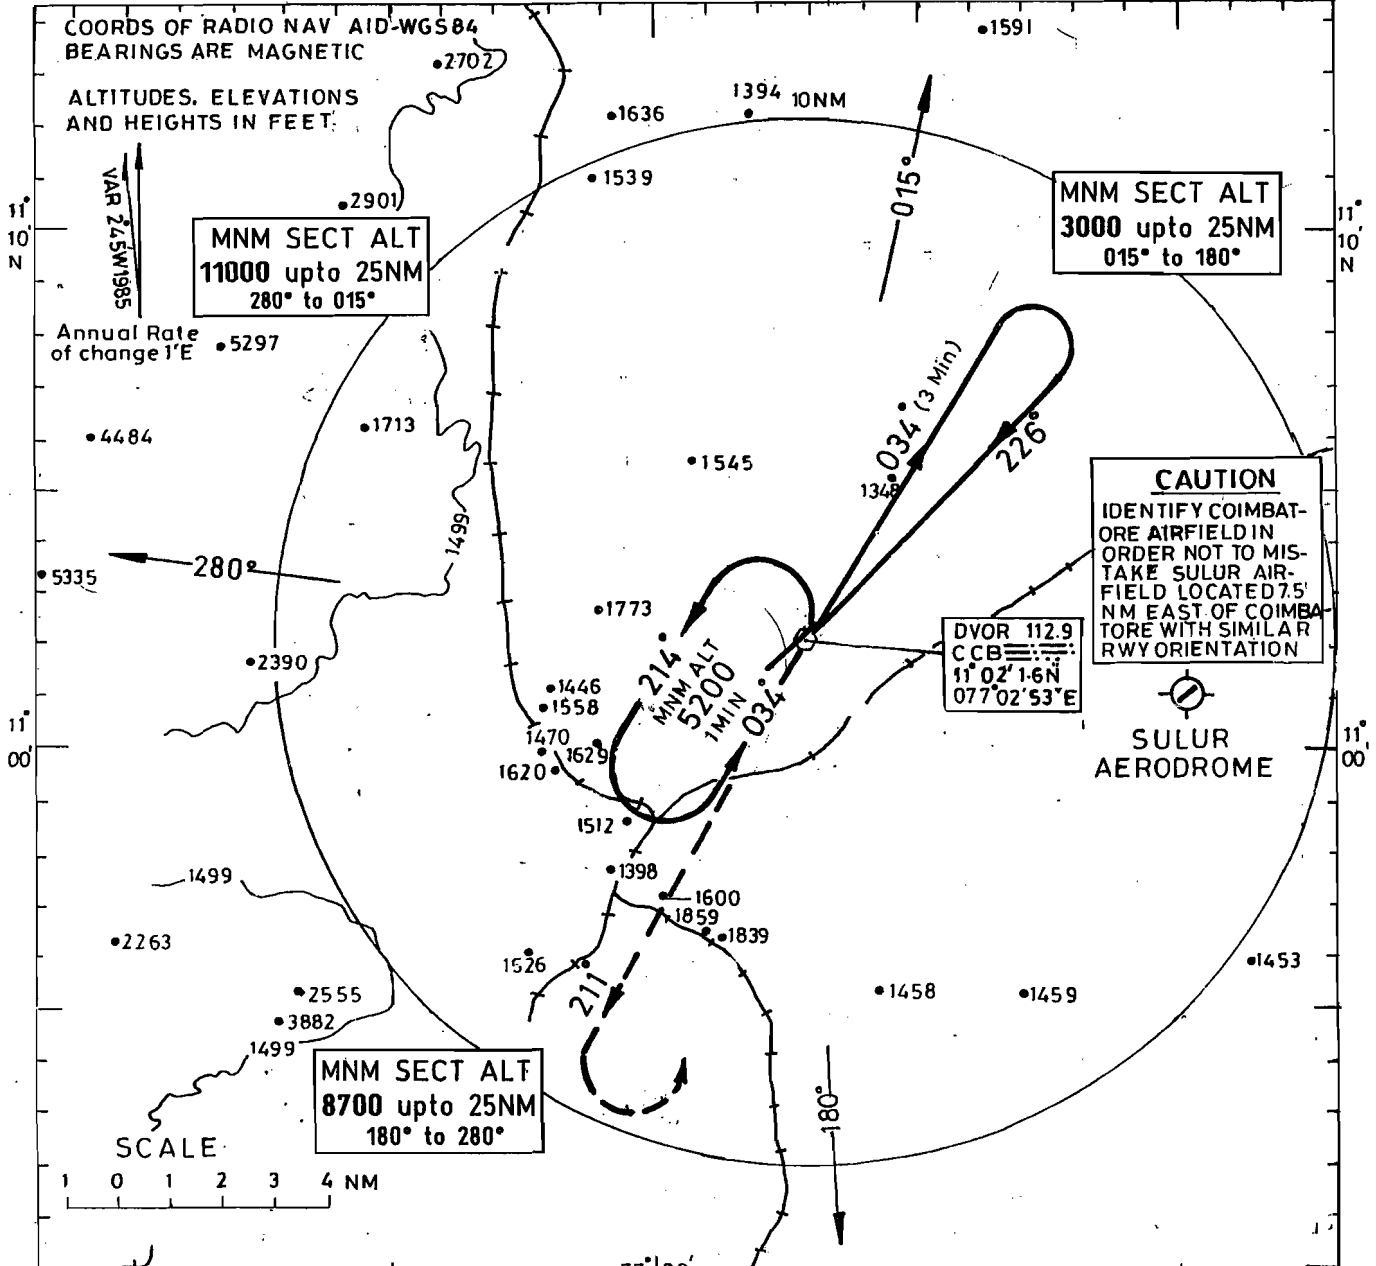 COORDS OF RADIO NAV AID-WGS84
BEARINGS ARE MAGNETIC
ALTITUDES, ELEVATIONS
AND HEIGHTS IN FEET
VAR 2°45'W1985
Annual Rate
of change 1'E
11°
10'
N
11°
00'
11°
10'
N
11°
00'
2702
1591
1636
1394
10NM
1539
2901
015°
MNM SECT ALT
11000 upto 25NM
280° to 015°
MNM SECT ALT
3000 upto 25NM
015° to 180°
5297
4484
1713
1545
034° (3 Min)
1348
226°
1499
280°
5335
CAUTION
IDENTIFY COIMBAT-
ORE AIRFIELD IN
ORDER NOT TO MIS-
TAKE SULUR AIR-
FIELD LOCATED 7.5'
NM EAST OF COIMBA
TORE WITH SIMILAR
RWY ORIENTATION
1773
2390
214°
MNM ALT
5200
1MIN
034°
DVOR 112.9
CCB
11° 02' 1.6N
077° 02' 53"E
1446
1558
1470
1629
1620
SULUR
AERODROME
1512
1398
1600
1859
1839
1499
2263
1526
211
1453
1458
1459
2555
3882
1499
MNM SECT ALT
8700 upto 25NM
180° to 280°
180°
SCALE
1 0 1 2 3 4 NM